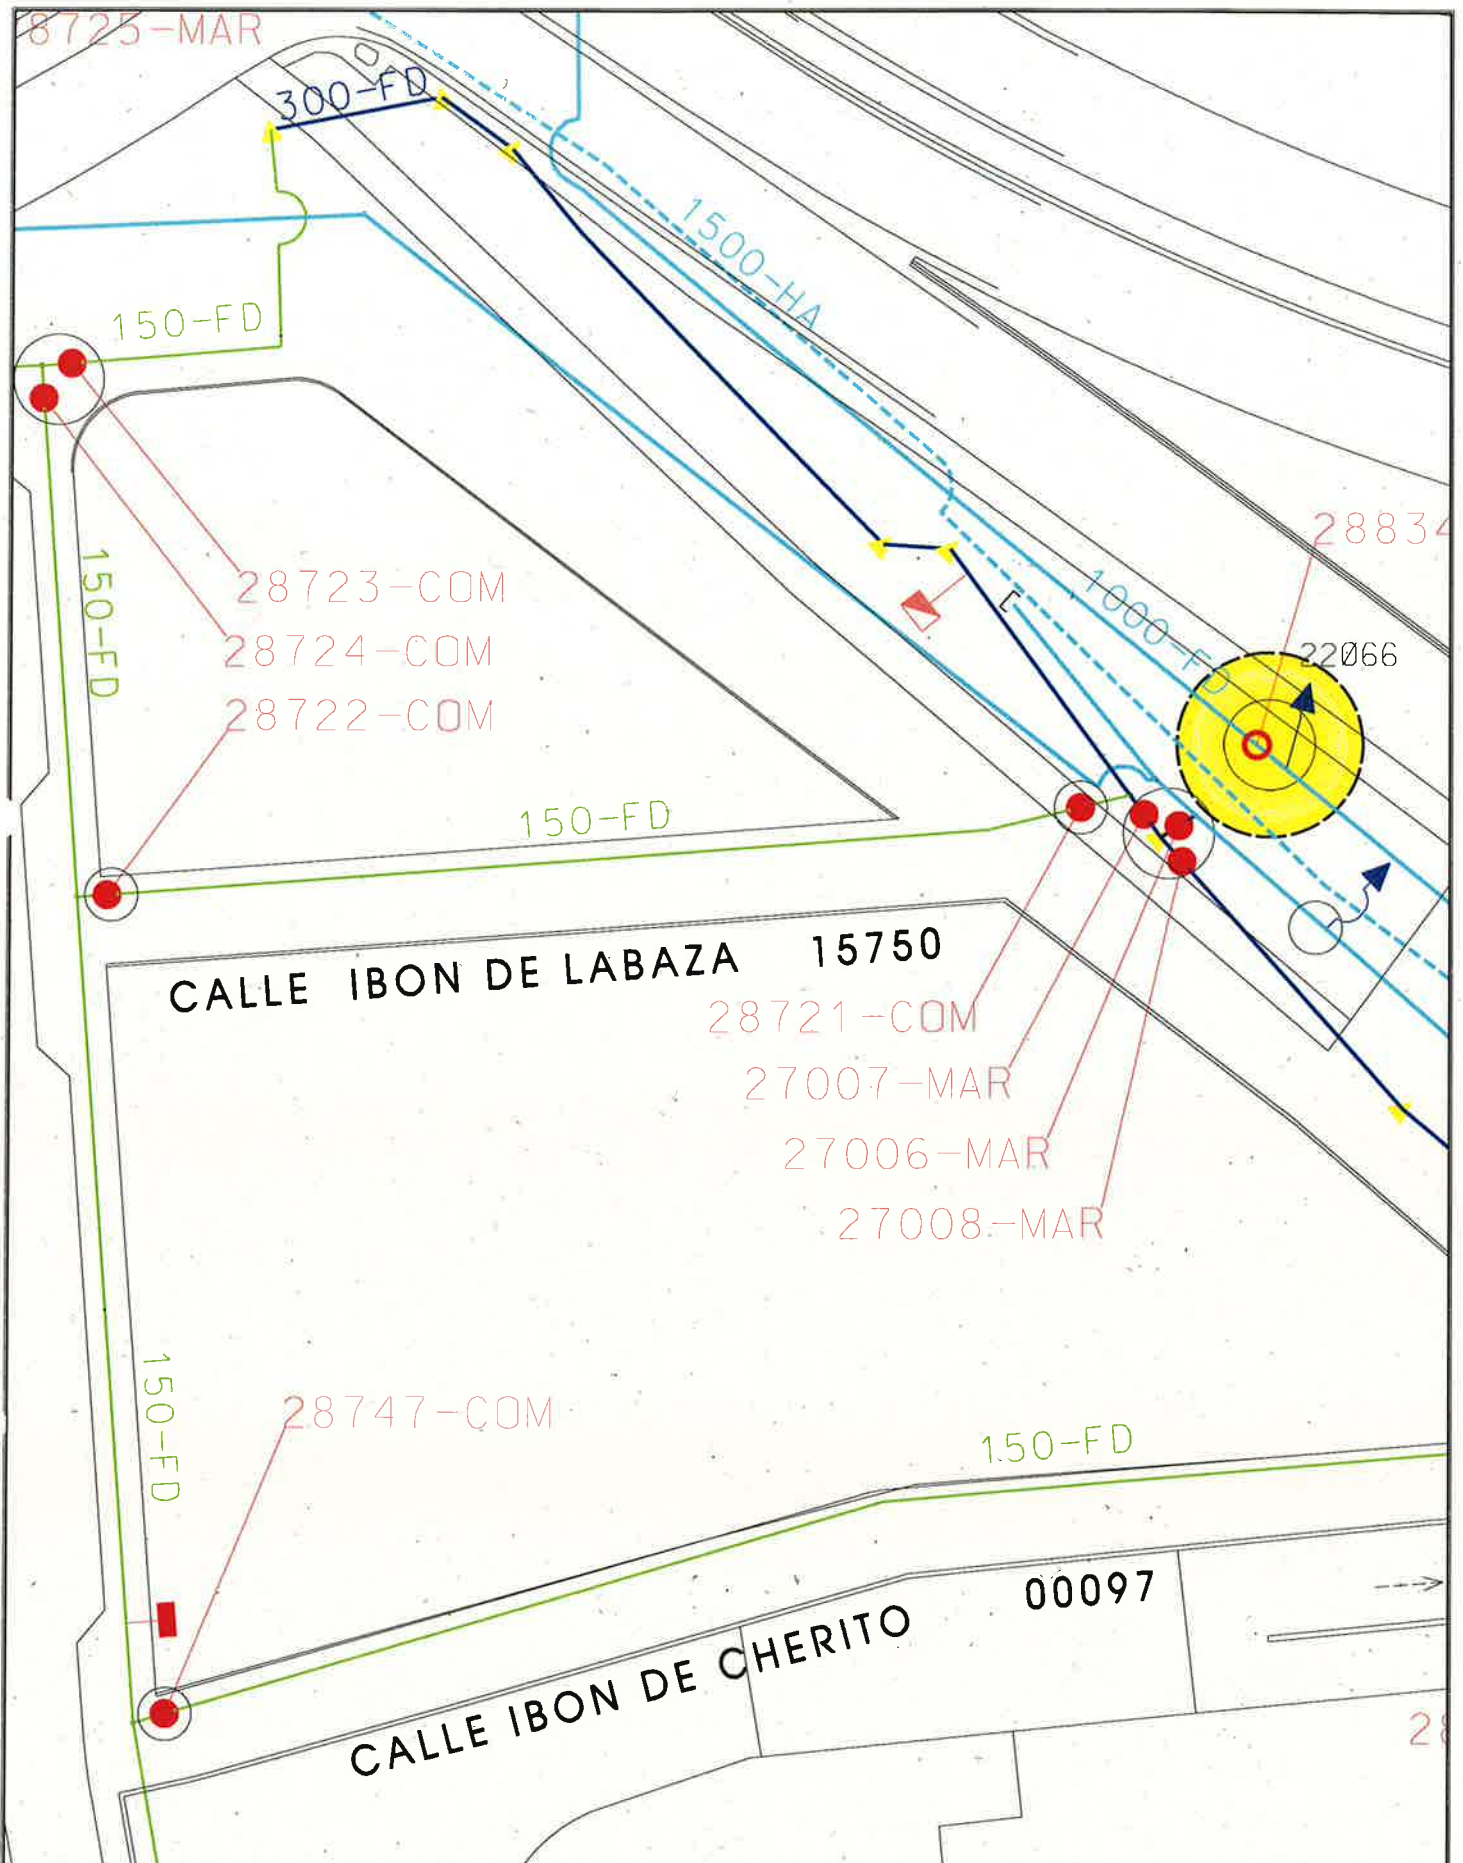 8725-MAR
300-FD
1500-HA
150-FD
28834
28723-COM
150-FD
1000-FD
28724-COM
22066
28722-COM
150-FD
CALLE IBON DE LABAZA 15750
28721-COM
27007-MAR
27006-MAR
27008-MAR
150-FD
28747-COM
150-FD
00097
CALLE IBON DE CHERITO